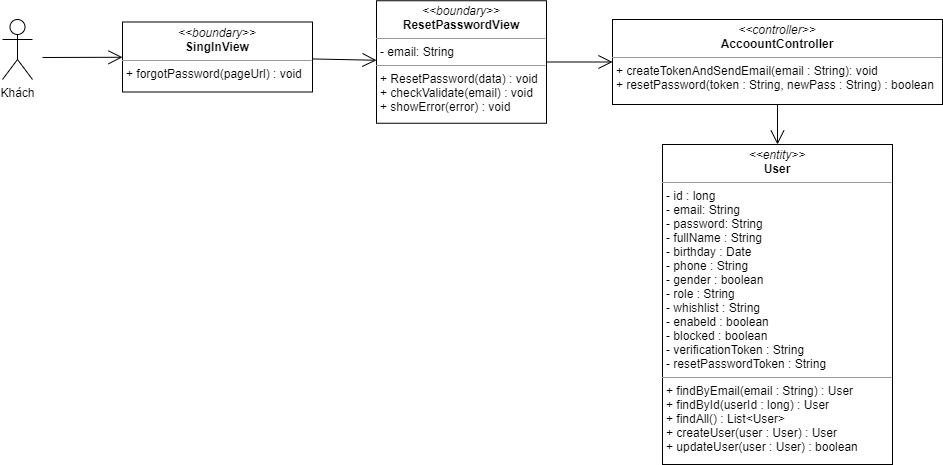 Khách
<<boundary>>
SingInView
+ forgotPassword(pageUrl) : void
<<boundary>>
ResetPasswordView
- email: String
+ ResetPassword(data) : void
+ checkValidate(email) : void
+ showError(error) : void
<<controller>>
AccoountController
+ createTokenAndSendEmail(email : String): void
+ resetPassword(token : String, newPass : String) : boolean
<<entity>>
User
- id : long
- email: String
- password: String
- fullName : String
- birthday : Date
- phone : String
- gender : boolean
- role : String
- whishlist : String
- enabeld : boolean
- blocked : boolean
- verificationToken : String
- resetPasswordToken : String
+ findByEmail(email : String) : User
+ findById(userId : long) : User
+ findAll() : List<User>
+ createUser(user : User) : User
+ updateUser(user : User) : boolean